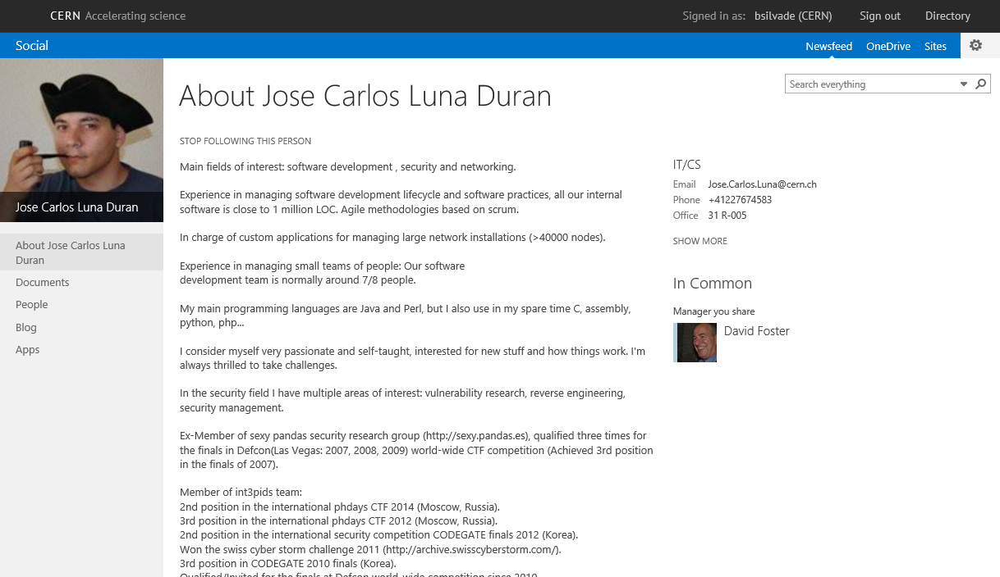 CERN Accelerating science
Signed in as: bsilvade (CERN) Sign out Directory
Social
Newsfeed OneDrive Sites
Search everything
About Jose Carlos Luna Duran
Jose Carlos Luna Duran
About Jose Carlos Luna
Duran
Documents
People
Blog
Apps
STOP FOLLOWING THIS PERSON
Main fields of interest: software development , security and networking.
Experience in managing software development lifecycle and software practices, all our internal
software is close to 1 million LOC. Agile methodologies based on scrum.
In charge of custom applications for managing large network installations (>40000 nodes).
Experience in managing small teams of people: Our software
development team is normally around 7/8 people.
My main programming languages are Java and Perl, but I also use in my spare time C, assembly,
python, php...
I consider myself very passionate and self-taught, interested for new stuff and how things work. I'm
always thrilled to take challenges.
In the security field I have multiple areas of interest: vulnerability research, reverse engineering,
security management.
Ex-Member of sexy pandas security research group (http://sexy.pandas.es), qualified three times for
the finals in Defcon(Las Vegas: 2007, 2008, 2009) world-wide CTF competition (Achieved 3rd position
in the finals of 2007).
Member of int3pids team:
2nd position in the international phdays CTF 2014 (Moscow, Russia).
3rd position in the international phdays CTF 2012 (Moscow, Russia).
2nd position in the international security competition CODEGATE finals 2012 (Korea).
Won the swiss cyber storm challenge 2011 (http://archive.swisscyberstorm.com/).
3rd position in CODEGATE 2010 finals (Korea).
Qualified/Invited for the finals at Defcon world-wide competition since 2010
IT/CS
Email Jose.Carlos.Luna@cern.ch
Phone +41227674583
Office 31 R-005
SHOW MORE
In Common
Manager you share
David Foster